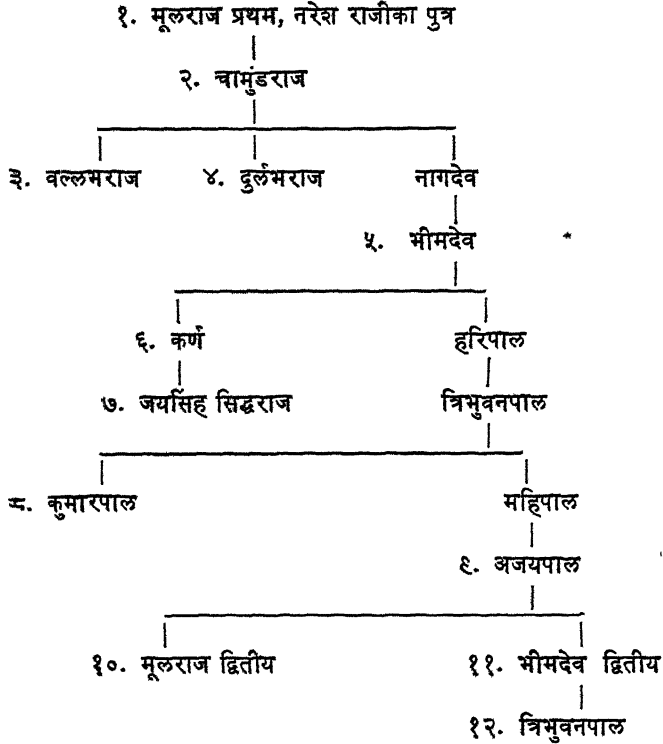 १. मूलराज प्रथम, नरेश राजीका पुत्र
२. चामुंडराज
३. वल्लभराज ४. दुर्लभराज नागदेव
५. भीमदेव *
६. कर्ण हरिपाल
७. जयसिंह सिद्धराज त्रिभुवनपाल
८. कुमारपाल महिपाल
९. अजयपाल
१०. मूलराज द्वितीय ११. भीमदेव द्वितीय
१२. त्रिभुवनपाल